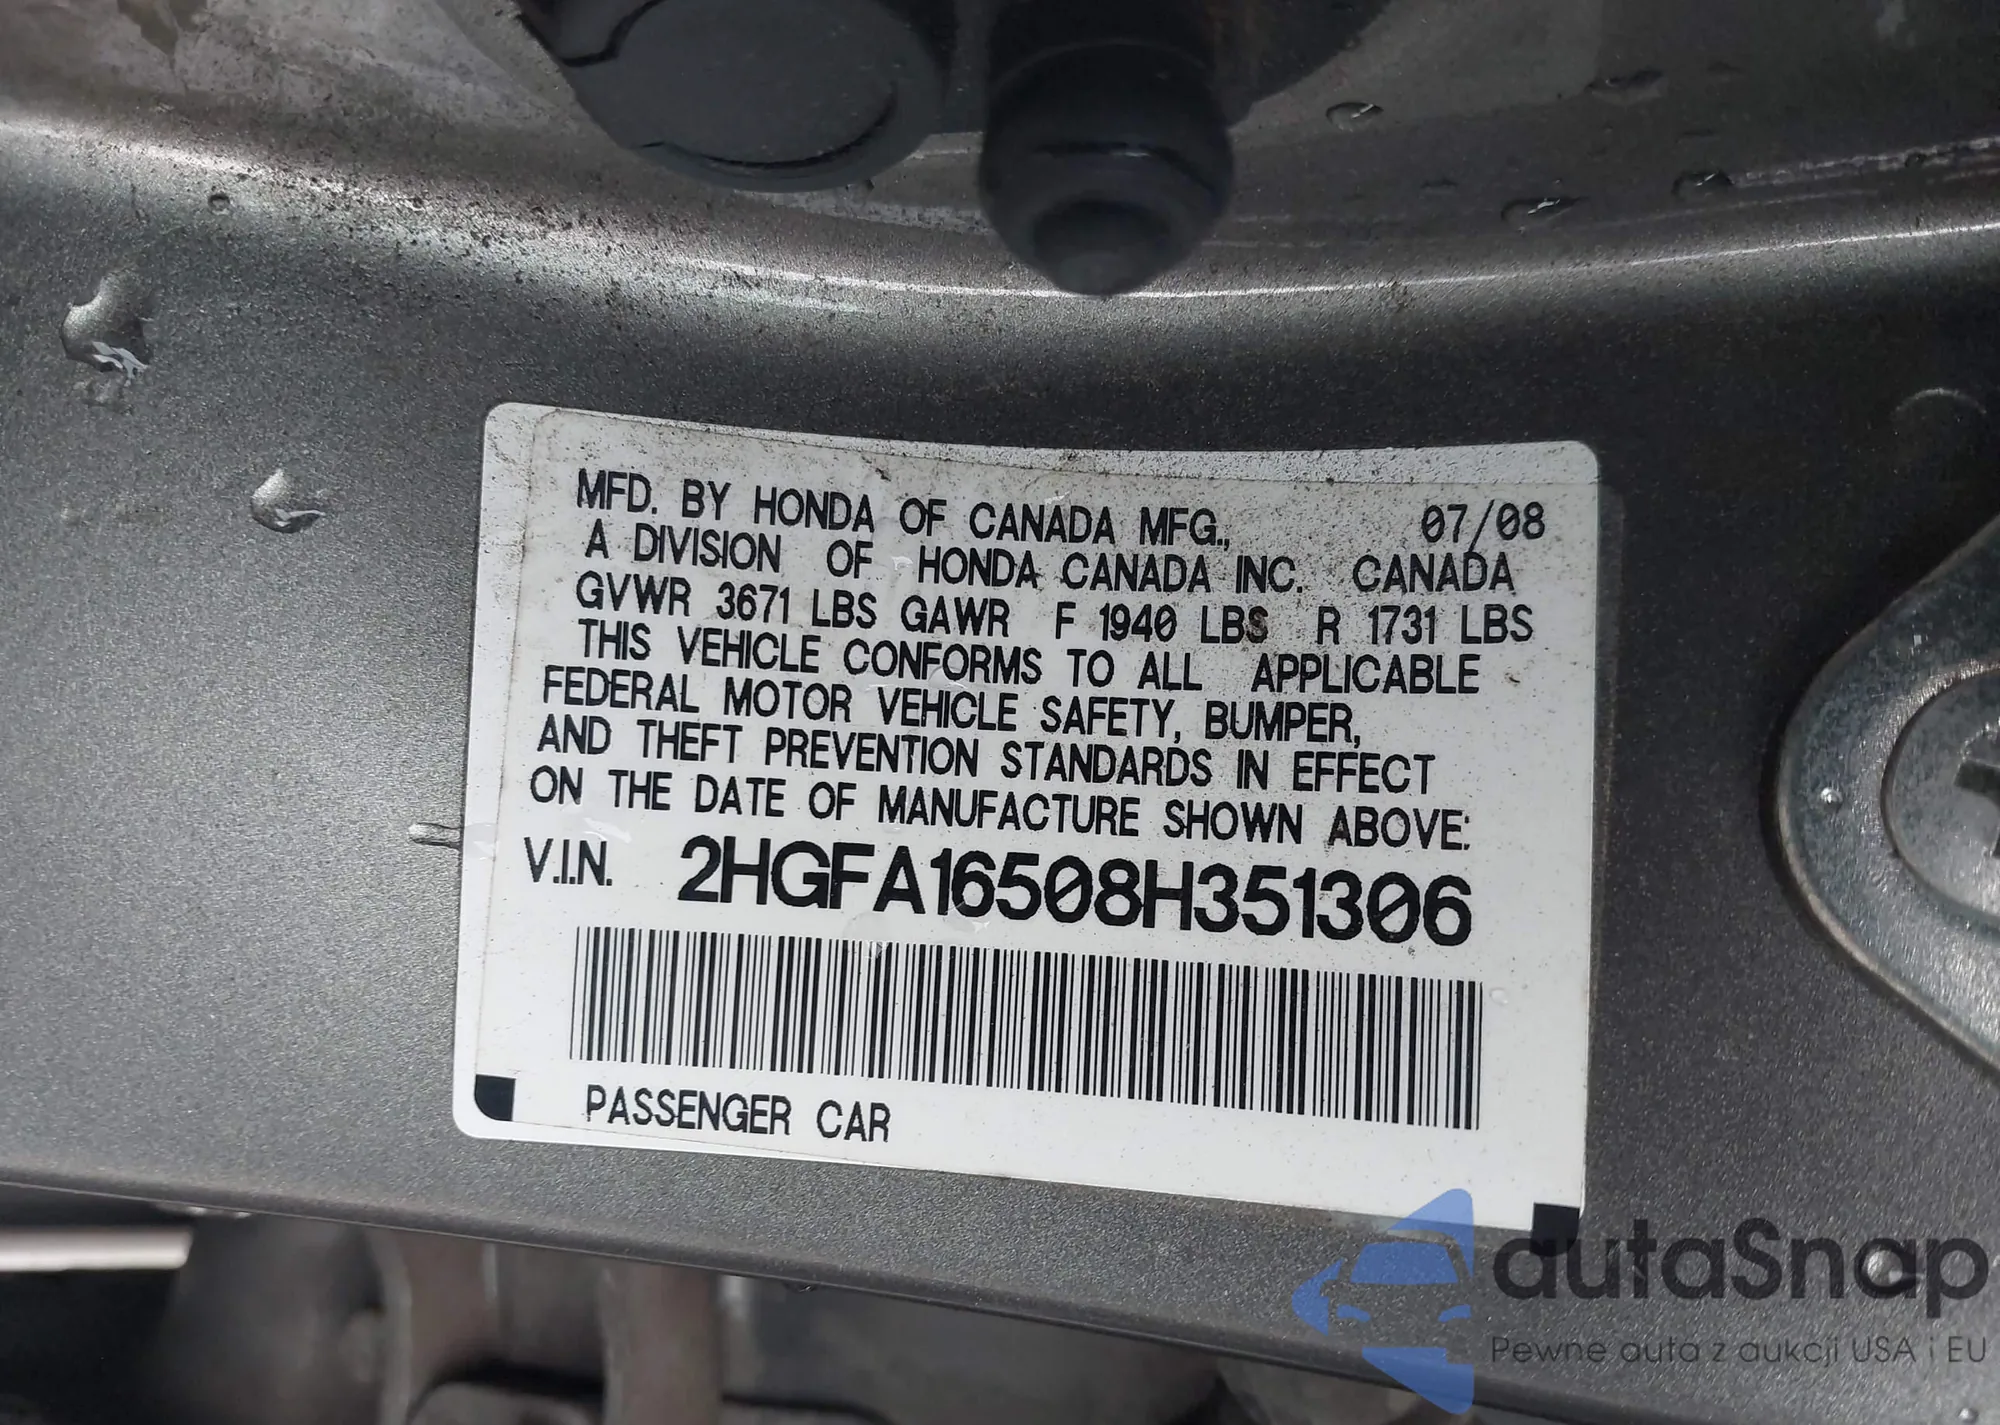 MFD. BY HONDA OF CANADA MFG., 07/08
A DIVISION OF HONDA CANADA INC. CANADA
GVWR 3671 LBS GAWR F 1940 LBS R 1731 LBS
THIS VEHICLE CONFORMS TO ALL APPLICABLE
FEDERAL MOTOR VEHICLE SAFETY, BUMPER,
AND THEFT PREVENTION STANDARDS IN EFFECT
ON THE DATE OF MANUFACTURE SHOWN ABOVE:
V.I.N. 2HGFA16508H351306
PASSENGER CAR
autaSnap
Pewne auta z aukcji USA i EU